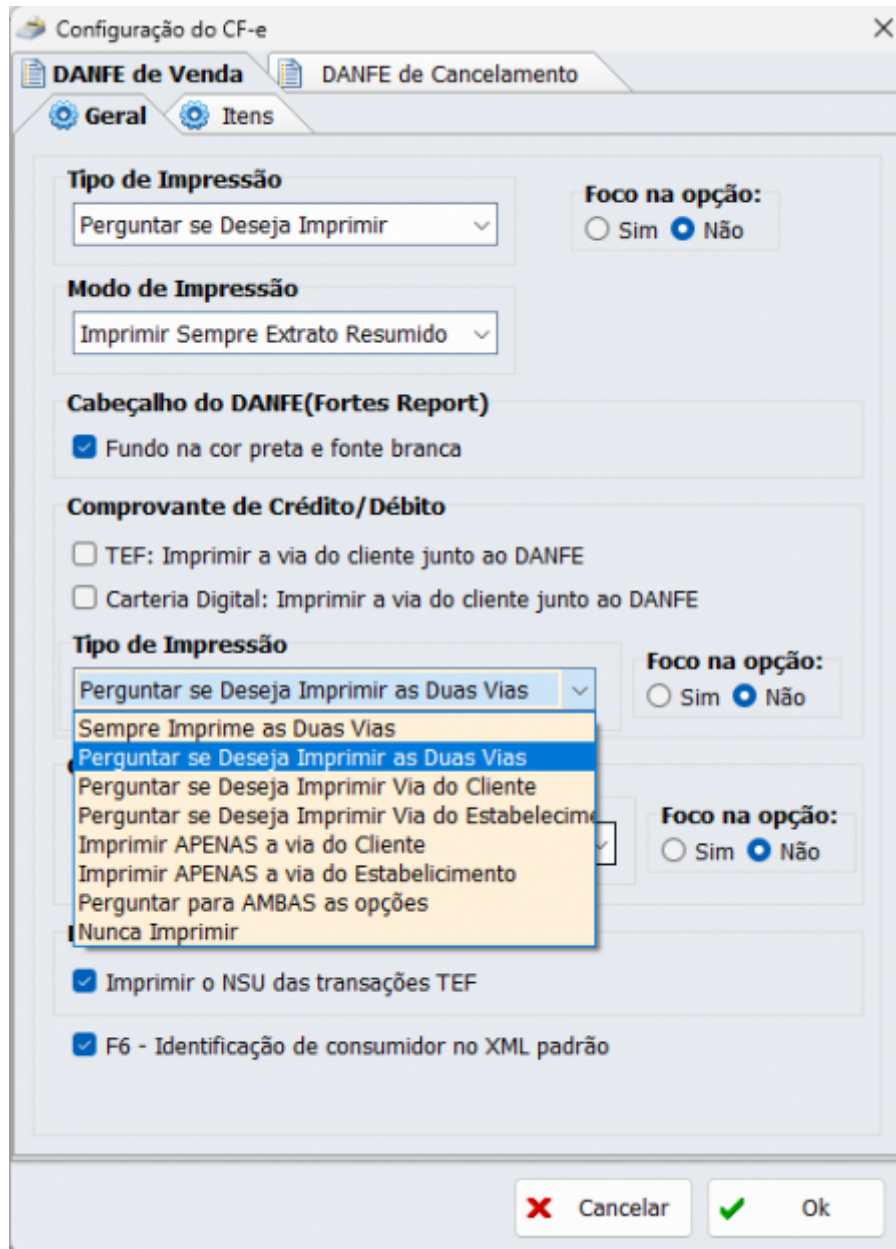 Configuração do CF-e
DANFE de Venda DANFE de Cancelamento
Geral Itens
Tipo de Impressão
Foco na opção:
Perguntar se Deseja Imprimir
Sim Não
Modo de Impressão
Imprimir Sempre Extrato Resumido
Cabeçalho do DANFE(Fortes Report)
Fundo na cor preta e fonte branca
Comprovante de Crédito/Débito
TEF: Imprimir a via do cliente junto ao DANFE
Carteria Digital: Imprimir a via do cliente junto ao DANFE
Tipo de Impressão
Foco na opção:
Perguntar se Deseja Imprimir as Duas Vias
Sim Não
Sempre Imprime as Duas Vias
Perguntar se Deseja Imprimir as Duas Vias
Perguntar se Deseja Imprimir Via do Cliente
Perguntar se Deseja Imprimir Via do Estabelecime
Imprimir APENAS a via do Cliente
Imprimir APENAS a via do Estabelicimento
Perguntar para AMBAS as opções
Nunca Imprimir
Foco na opção:
Sim Não
Imprimir o NSU das transações TEF
F6 - Identificação de consumidor no XML padrão
Cancelar Ok